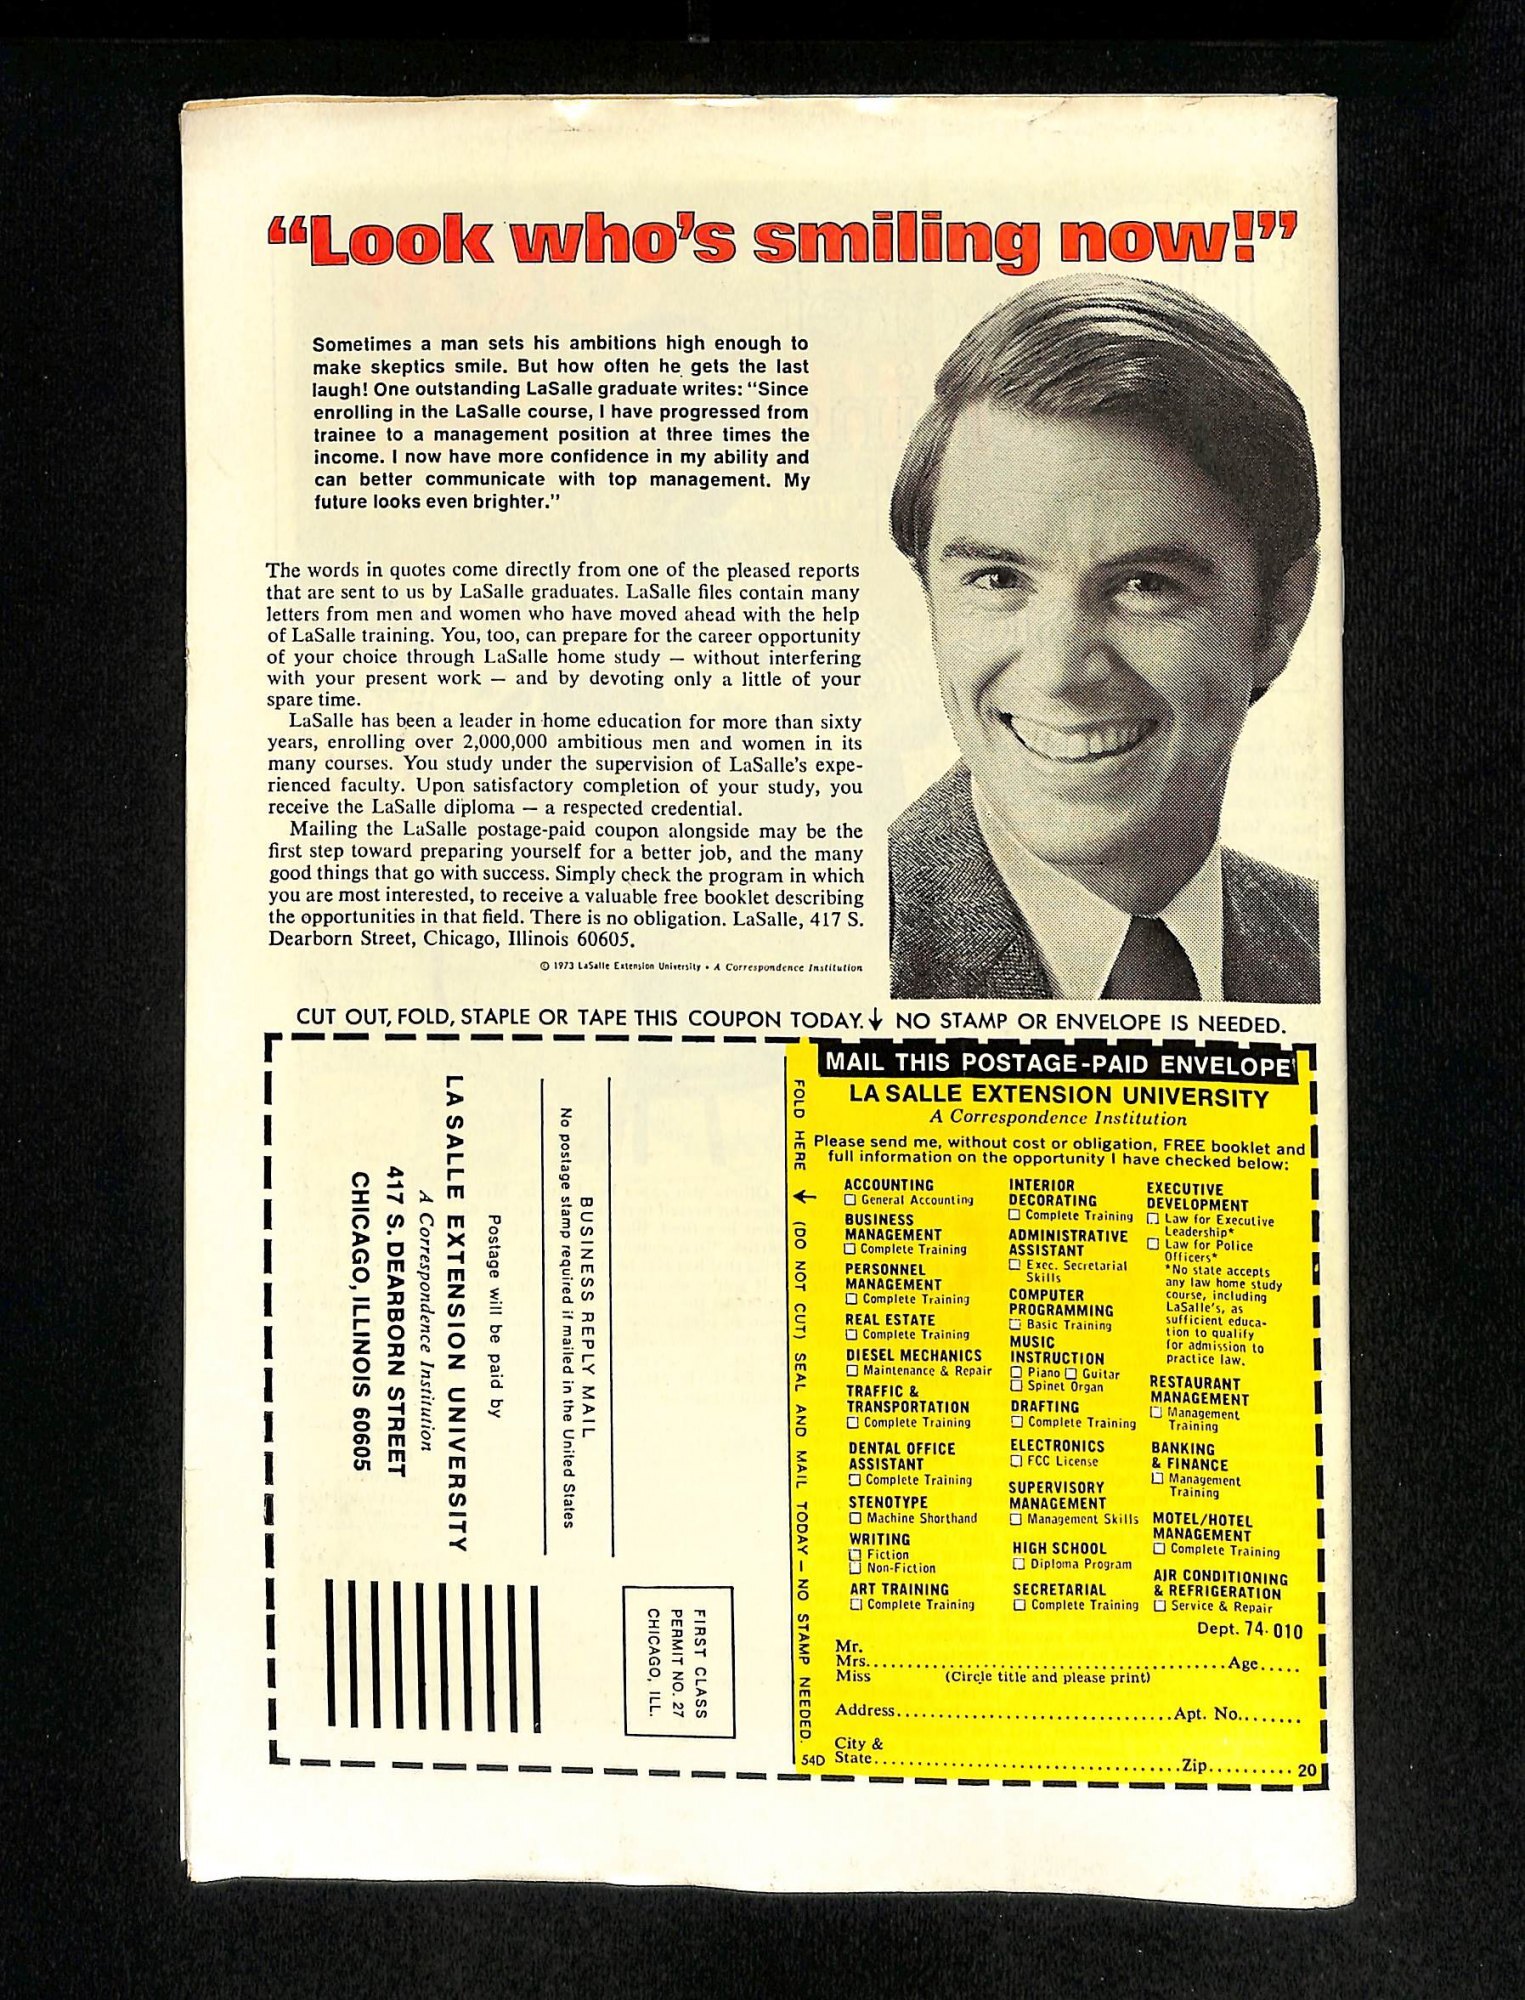 “Look who’s smiling now!”
Sometimes a man sets his ambitions high enough to
make skeptics smile. But how often he gets the last
laugh! One outstanding LaSalle graduate writes: “Since
enrolling in the LaSalle course, I have progressed from
trainee to a management position at three times the
income. I now have more confidence in my ability and
can better communicate with top management. My
future looks even brighter.”
The words in quotes come directly from one of the pleased reports
that are sent to us by LaSalle graduates. LaSalle files contain many
letters from men and women who have moved ahead with the help
of LaSalle training. You, too, can prepare for the career opportunity
of your choice through LaSalle home study — without interfering
with your present work — and by devoting only a little of your
spare time.
LaSalle has been a leader in home education for more than sixty
years, enrolling over 2,000,000 ambitious men and women in its
many courses. You study under the supervision of LaSalle’s expe-
rienced faculty. Upon satisfactory completion of your study, you
receive the LaSalle diploma — a respected credential.
Mailing the LaSalle postage-paid coupon alongside may be the
first step toward preparing yourself for a better job, and the many
good things that go with success. Simply check the program in which
you are most interested, to receive a valuable free booklet describing
the opportunities in that field. There is no obligation. LaSalle, 417 S.
Dearborn Street, Chicago, Illinois 60605.
© 1973 LaSalle Extension University • A Correspondence Institution
CUT OUT, FOLD, STAPLE OR TAPE THIS COUPON TODAY.↓ NO STAMP OR ENVELOPE IS NEEDED.
FIRST CLASS
PERMIT NO. 27
CHICAGO, ILL.
BUSINESS REPLY MAIL
No postage stamp required if mailed in the United States
Postage will be paid by
LA SALLE EXTENSION UNIVERSITY
A Correspondence Institution
417 S. DEARBORN STREET
CHICAGO, ILLINOIS 60605
FOLD HERE ↓ (DO NOT CUT) SEAL AND MAIL TODAY – NO STAMP NEEDED.
MAIL THIS POSTAGE-PAID ENVELOPE
LA SALLE EXTENSION UNIVERSITY
A Correspondence Institution
Please send me, without cost or obligation, FREE booklet and
full information on the opportunity I have checked below:
ACCOUNTING
☐ General Accounting
BUSINESS
MANAGEMENT
☐ Complete Training
PERSONNEL
MANAGEMENT
☐ Complete Training
REAL ESTATE
☐ Complete Training
DIESEL MECHANICS
☐ Maintenance & Repair
TRAFFIC &
TRANSPORTATION
☐ Complete Training
DENTAL OFFICE
ASSISTANT
☐ Complete Training
STENOTYPE
☐ Machine Shorthand
WRITING
☐ Fiction
☐ Non-Fiction
ART TRAINING
☐ Complete Training
INTERIOR
DECORATING
☐ Complete Training
ADMINISTRATIVE
ASSISTANT
☐ Exec. Secretarial
Skills
COMPUTER
PROGRAMMING
☐ Basic Training
MUSIC
INSTRUCTION
☐ Piano ☐ Guitar
☐ Spinet Organ
DRAFTING
☐ Complete Training
ELECTRONICS
☐ FCC License
SUPERVISORY
MANAGEMENT
☐ Management Skills
HIGH SCHOOL
☐ Diploma Program
SECRETARIAL
☐ Complete Training
EXECUTIVE
DEVELOPMENT
☐ Law for Executive
Leadership*
☐ Law for Police
Officers*
*No state accepts
any law home study
course, including
LaSalle’s, as
sufficient educa-
tion to qualify
for admission to
practice law.
RESTAURANT
MANAGEMENT
☐ Management
Training
BANKING
& FINANCE
☐ Management
Training
MOTEL/HOTEL
MANAGEMENT
☐ Complete Training
AIR CONDITIONING
& REFRIGERATION
☐ Service & Repair
Dept. 74-010
Mr.
Mrs.......................................Age.....
Miss (Circle title and please print)
Address..............................Apt. No........
City &
State..................................Zip..........
54D
20